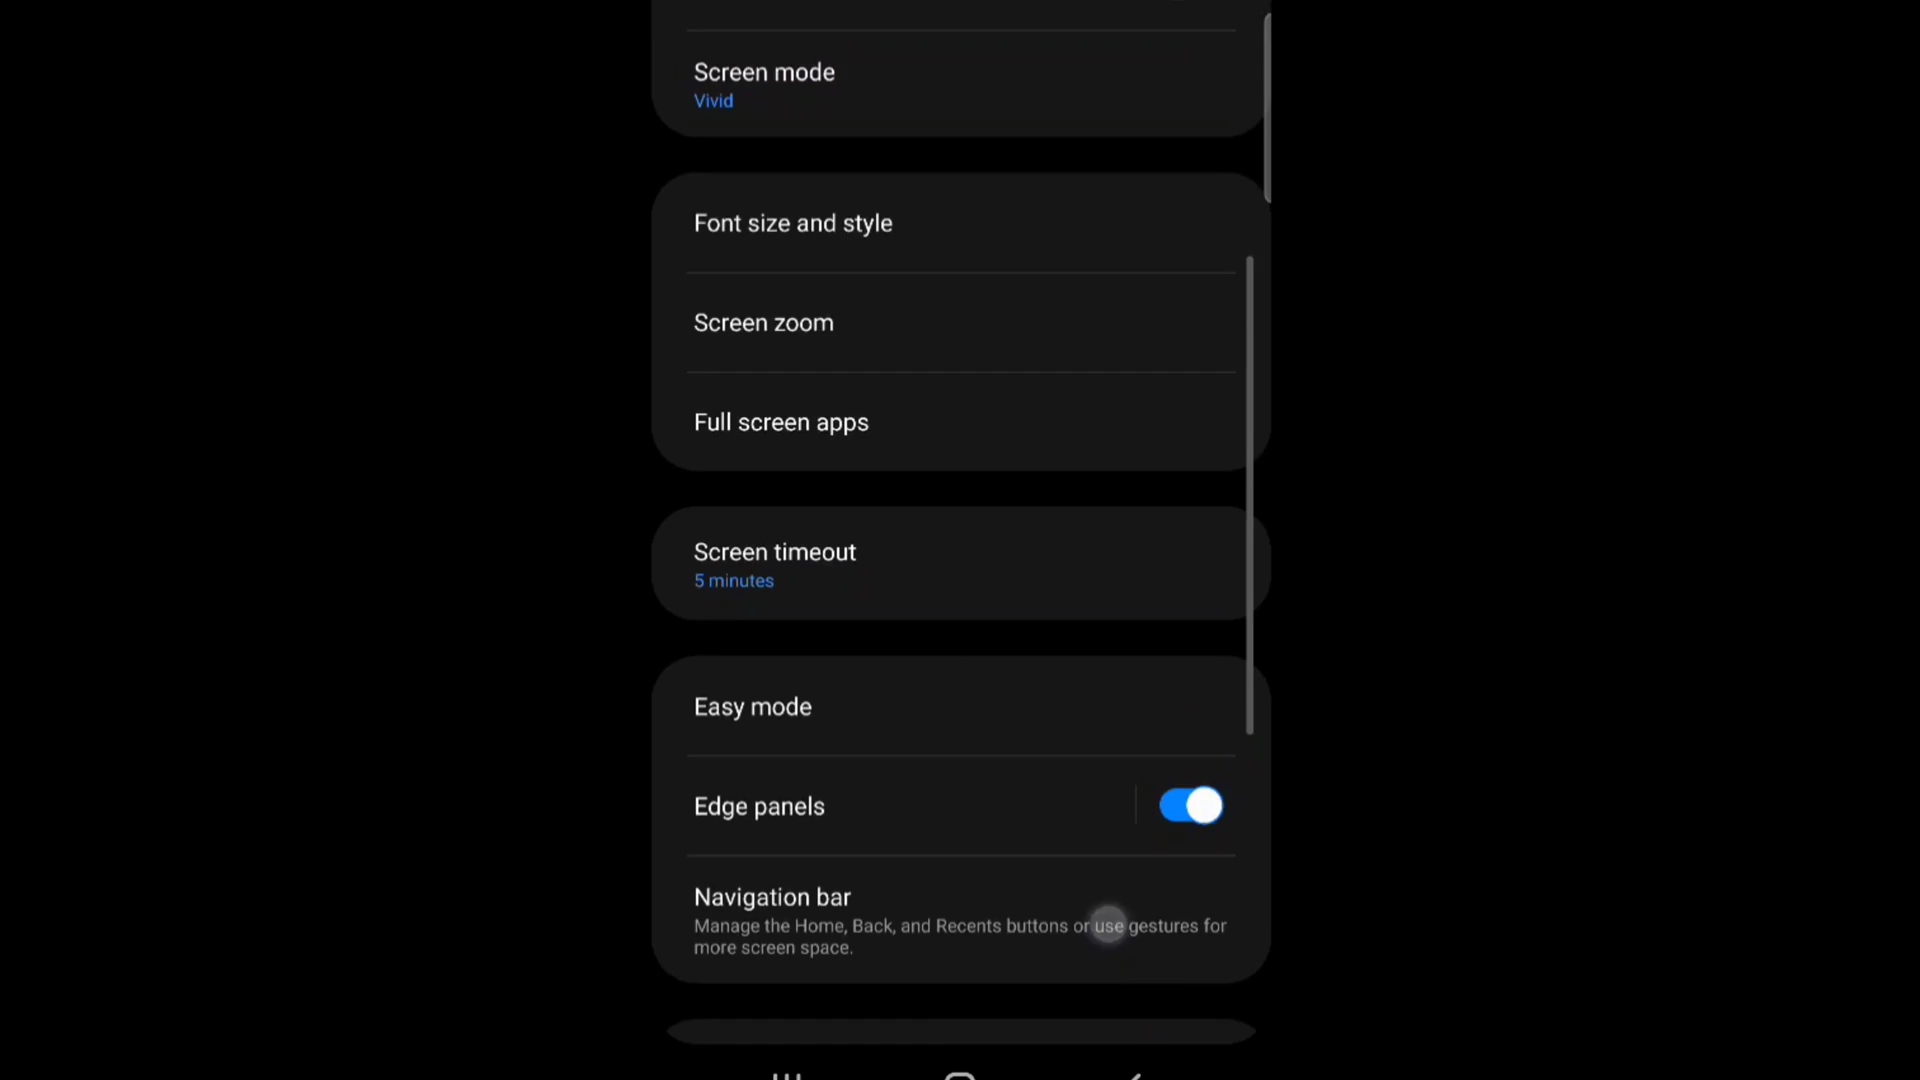 Screen mode
Vivid
Font size and style
Screen zoom
Full screen apps
Screen timeout
5 minutes
Easy mode
Edge panels
Navigation bar
Manage the Home, Back, and Recents buttons or use gestures for
more screen space.